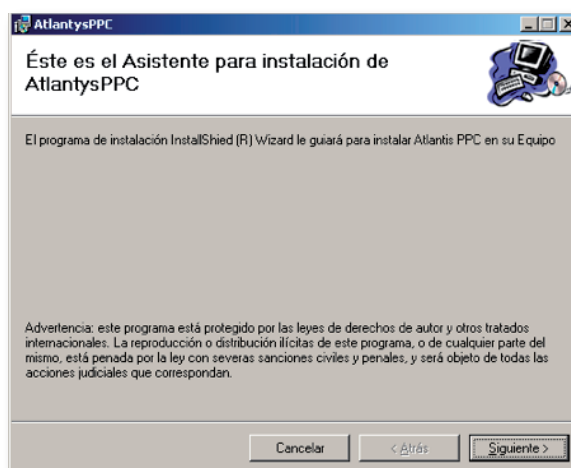 AtlantysPPC
Éste es el Asistente para instalación de
AtlantysPPC
El programa de instalación InstallShied (R) Wizard le guiará para instalar Atlantis PPC en su Equipo
Advertencia: este programa está protegido por las leyes de derechos de autor y otros tratados
internacionales. La reproducción o distribución ilícitas de este programa, o de cualquier parte del
mismo, está penada por la ley con severas sanciones civiles y penales, y será objeto de todas las
acciones judiciales que correspondan.
Cancelar < Atrás Siguiente >